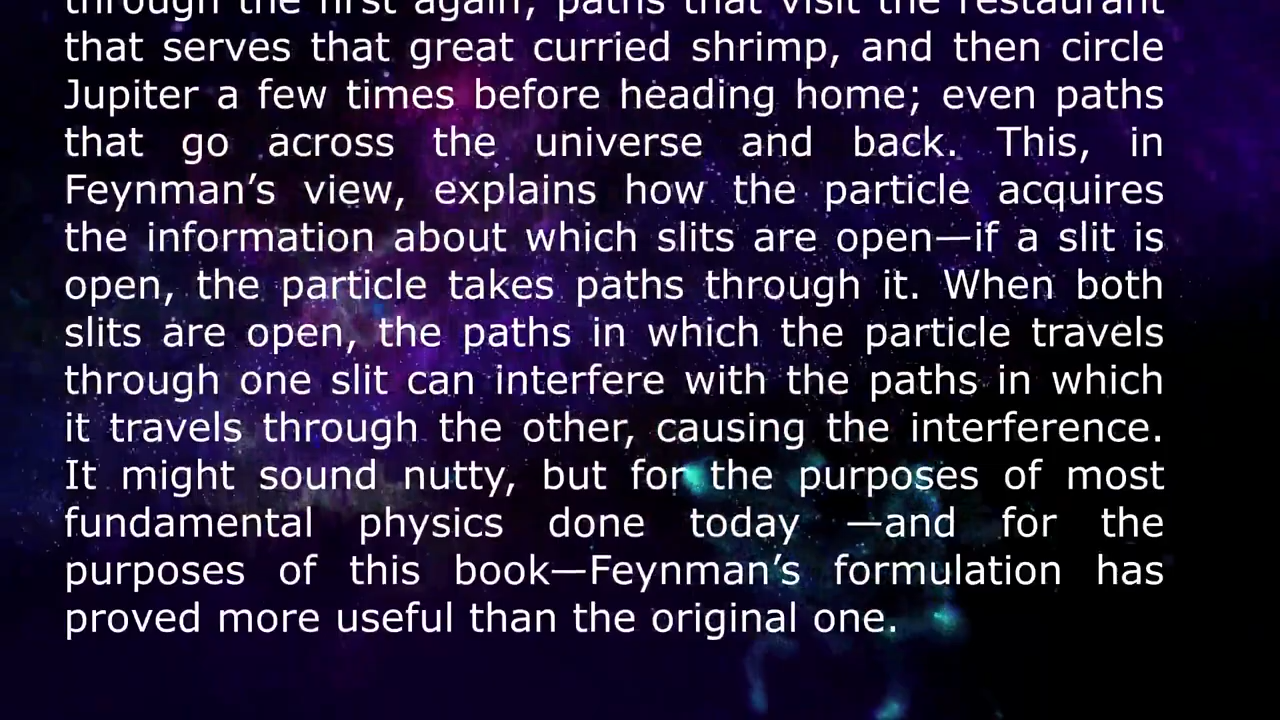 through the first again; paths that visit the restaurant
that serves that great curried shrimp, and then circle
Jupiter a few times before heading home; even paths
that go across the universe and back. This, in
Feynman’s view, explains how the particle acquires
the information about which slits are open—if a slit is
open, the particle takes paths through it. When both
slits are open, the paths in which the particle travels
through one slit can interfere with the paths in which
it travels through the other, causing the interference.
It might sound nutty, but for the purposes of most
fundamental physics done today —and for the
purposes of this book—Feynman’s formulation has
proved more useful than the original one.